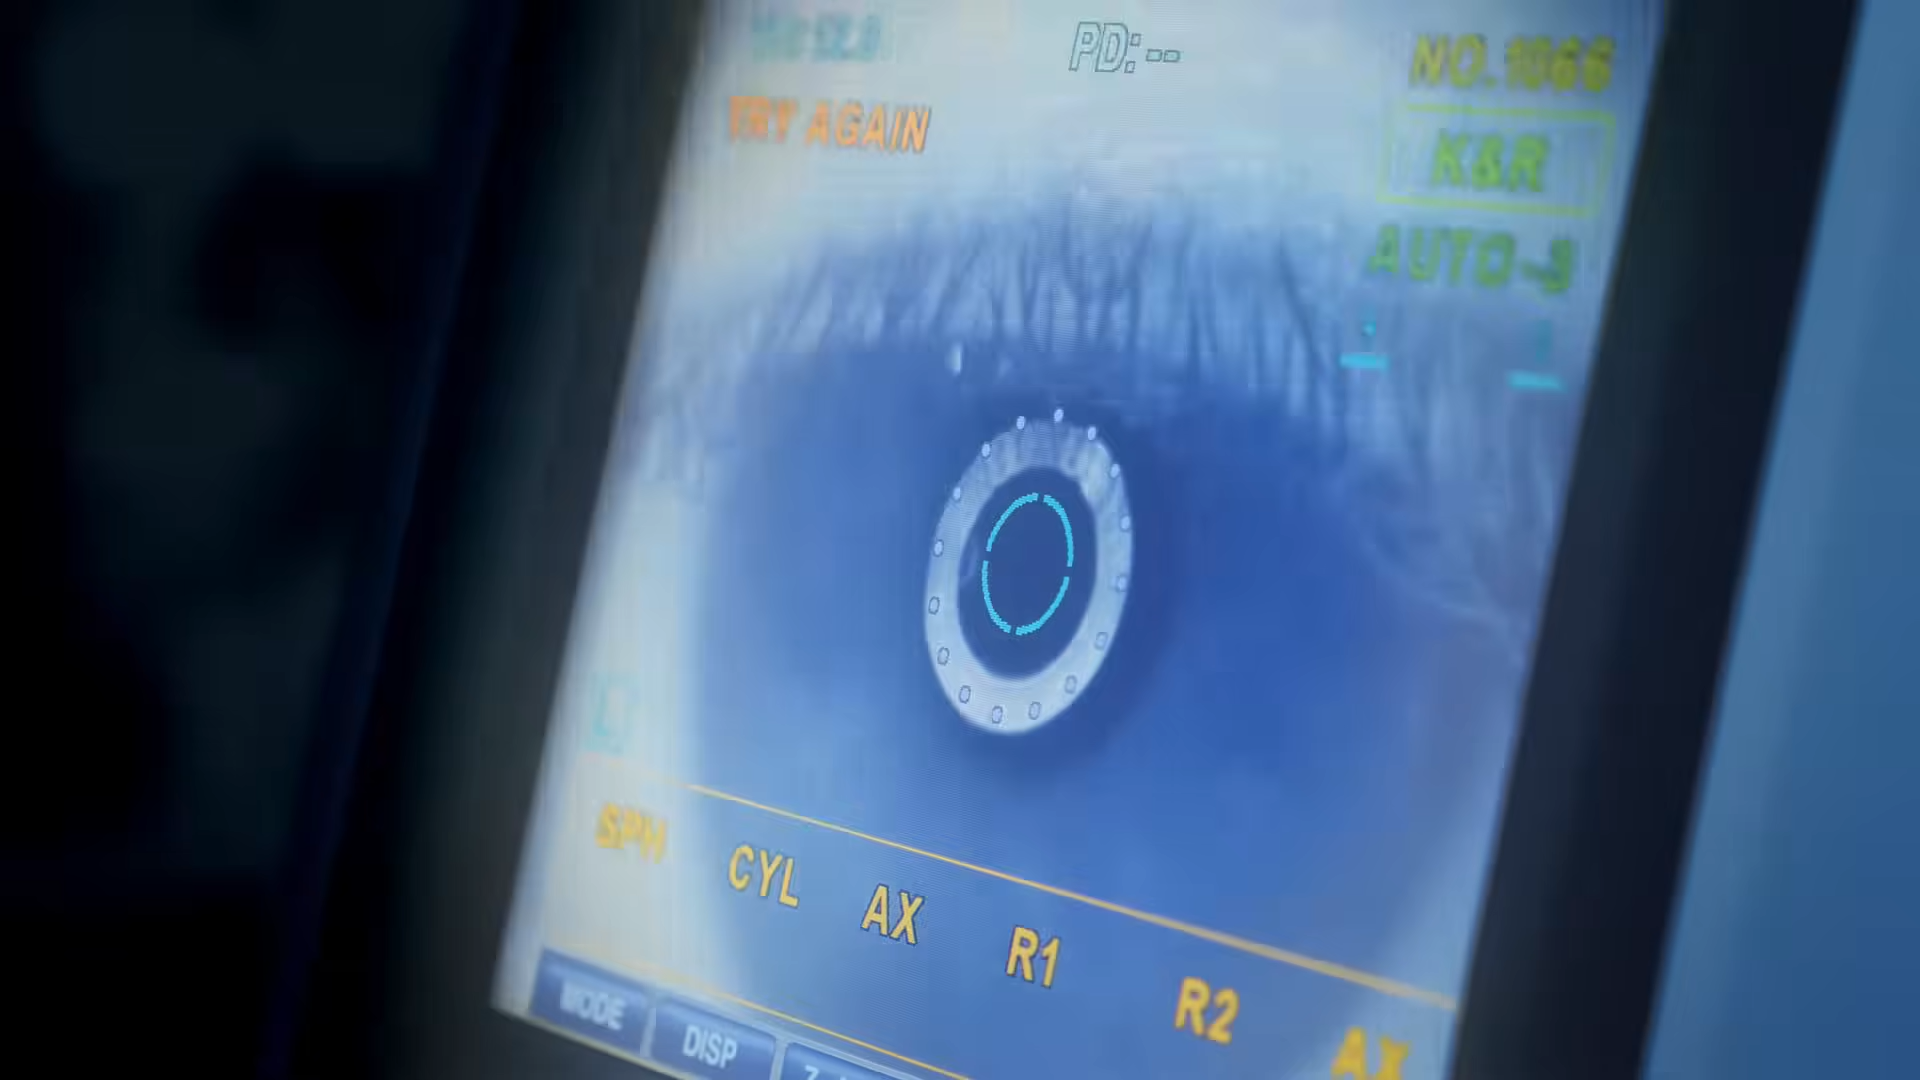 PD:--
NO.1066
TRY AGAIN
K&R
AUTO-3
L
SPH CYL AX R1 R2 AX
MODE DISP